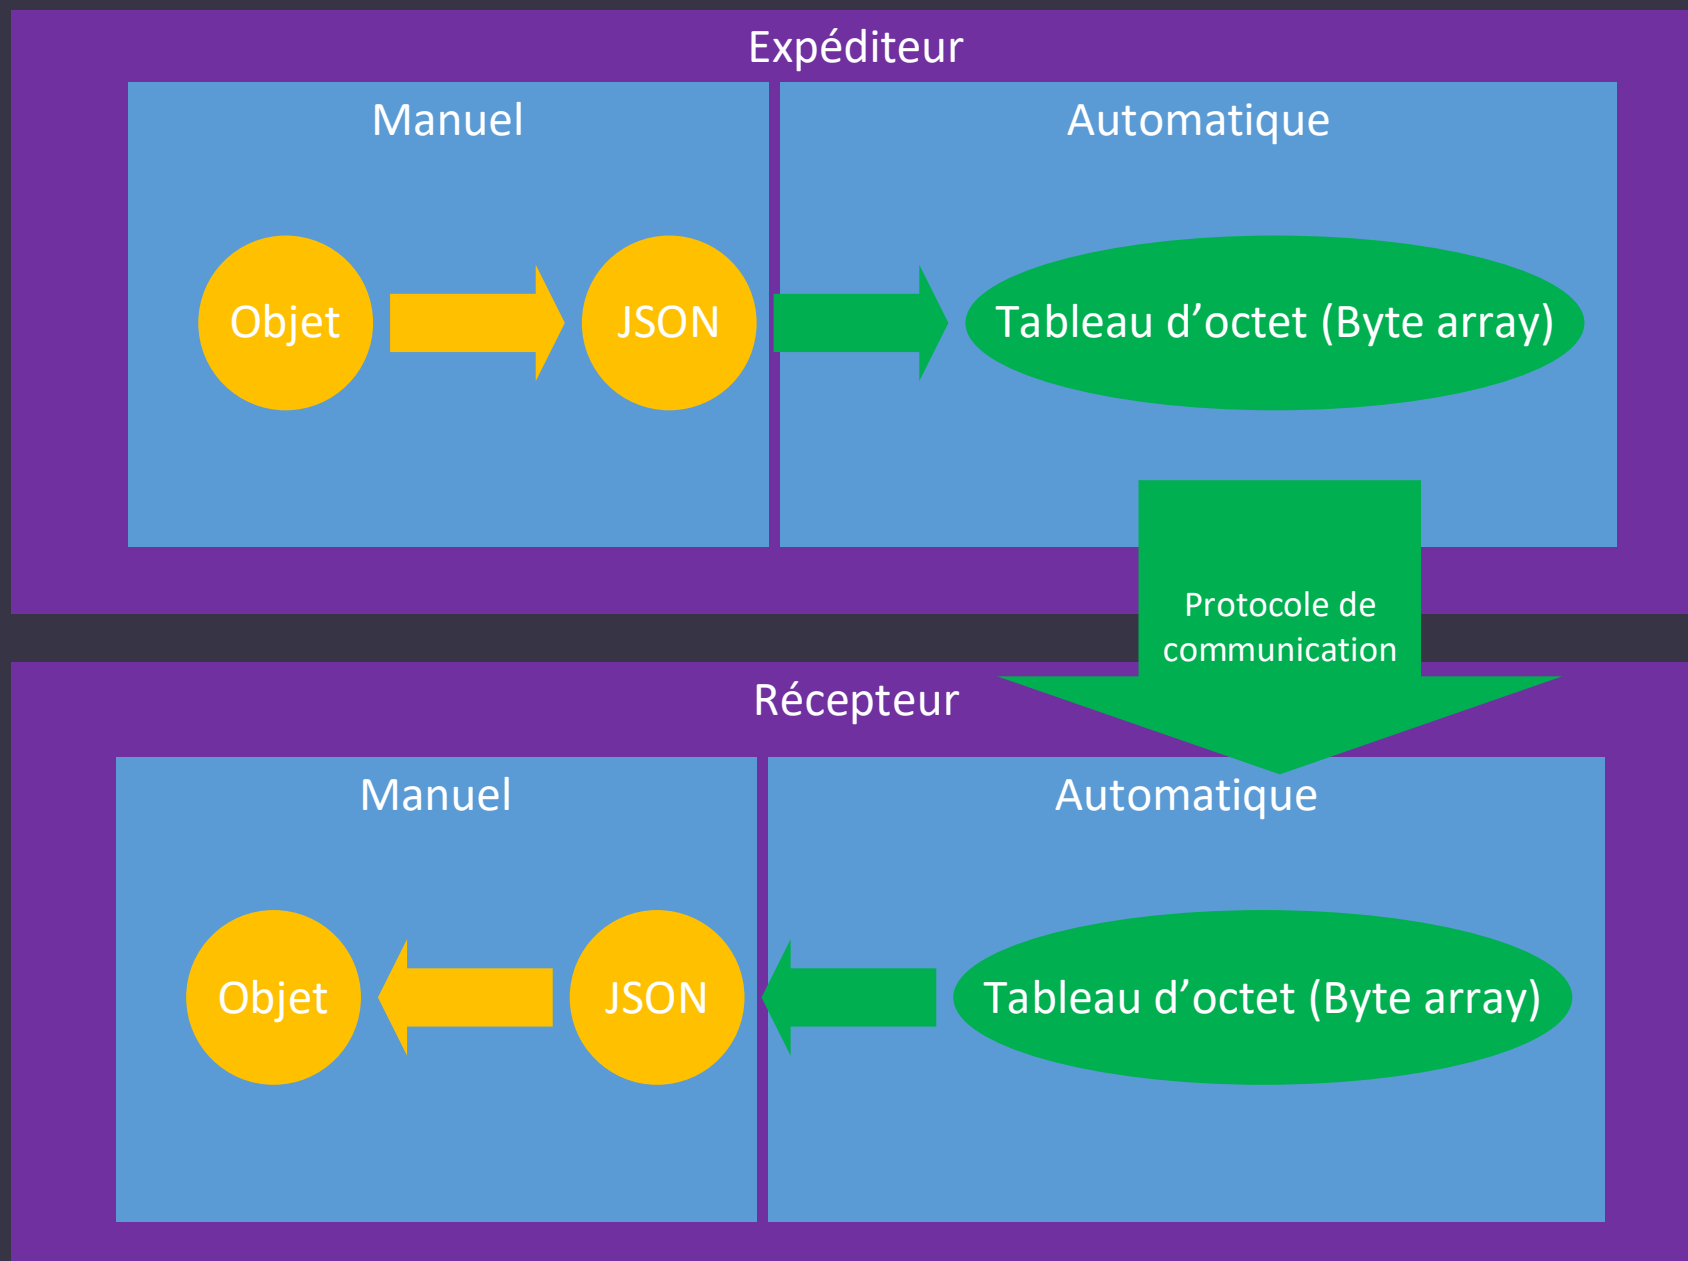 Expéditeur
Manuel
Automatique
Objet
JSON
Tableau d’octet (Byte array)
Protocole de
communication
Récepteur
Manuel
Automatique
Objet
JSON
Tableau d’octet (Byte array)